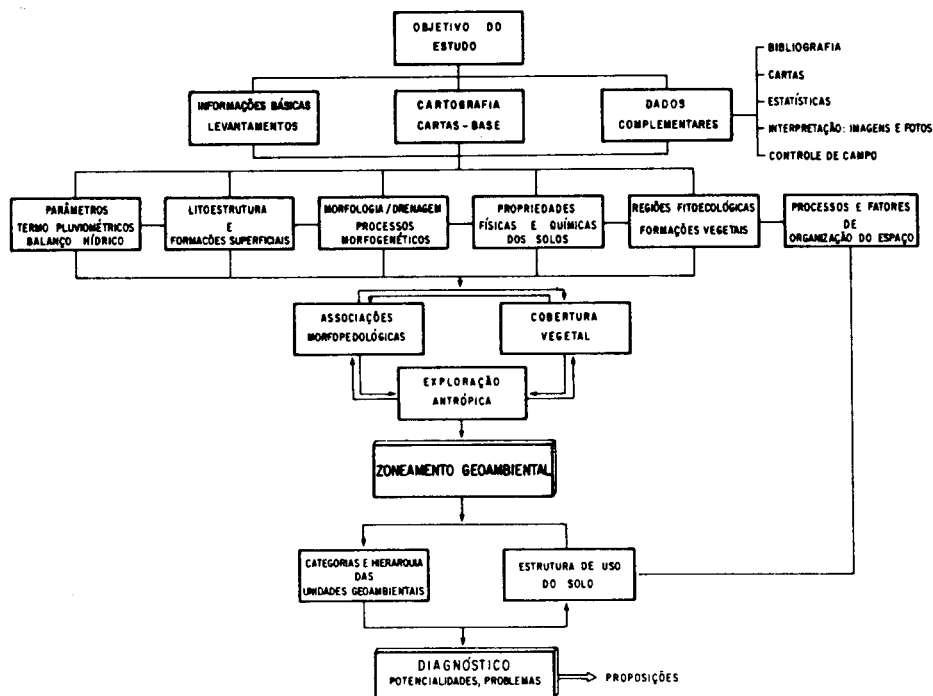 OBJETIVO DO
ESTUDO
INFORMAÇÕES BÁSICAS
LEVANTAMENTOS
CARTOGRAFIA
CARTAS-BASE
DADOS
COMPLEMENTARES
BIBLIOGRAFIA
CARTAS
ESTATÍSTICAS
INTERPRETAÇÃO: IMAGENS E FOTOS
CONTROLE DE CAMPO
PARÂMETROS
TERMO PLUVIOMÉTRICOS
BALANÇO HÍDRICO
LITOESTRUTURA
E
FORMAÇÕES SUPERFICIAIS
MORFOLOGIA/DRENAGEM
PROCESSOS
MORFOGENÉTICOS
PROPRIEDADES
FÍSICAS E QUÍMICAS
DOS SOLOS
REGIÕES FITOECOLÓGICAS
FORMAÇÕES VEGETAIS
PROCESSOS E FATORES
DE
ORGANIZAÇÃO DO ESPAÇO
ASSOCIAÇÕES
MORFOPEDOLÓGICAS
COBERTURA
VEGETAL
EXPLORAÇÃO
ANTRÓPICA
ZONEAMENTO GEOAMBIENTAL
CATEGORIAS E HIERARQUIA
DAS
UNIDADES GEOAMBIENTAIS
ESTRUTURA DE USO
DO SOLO
DIAGNÓSTICO
POTENCIALIDADES, PROBLEMAS
PROPOSIÇÕES